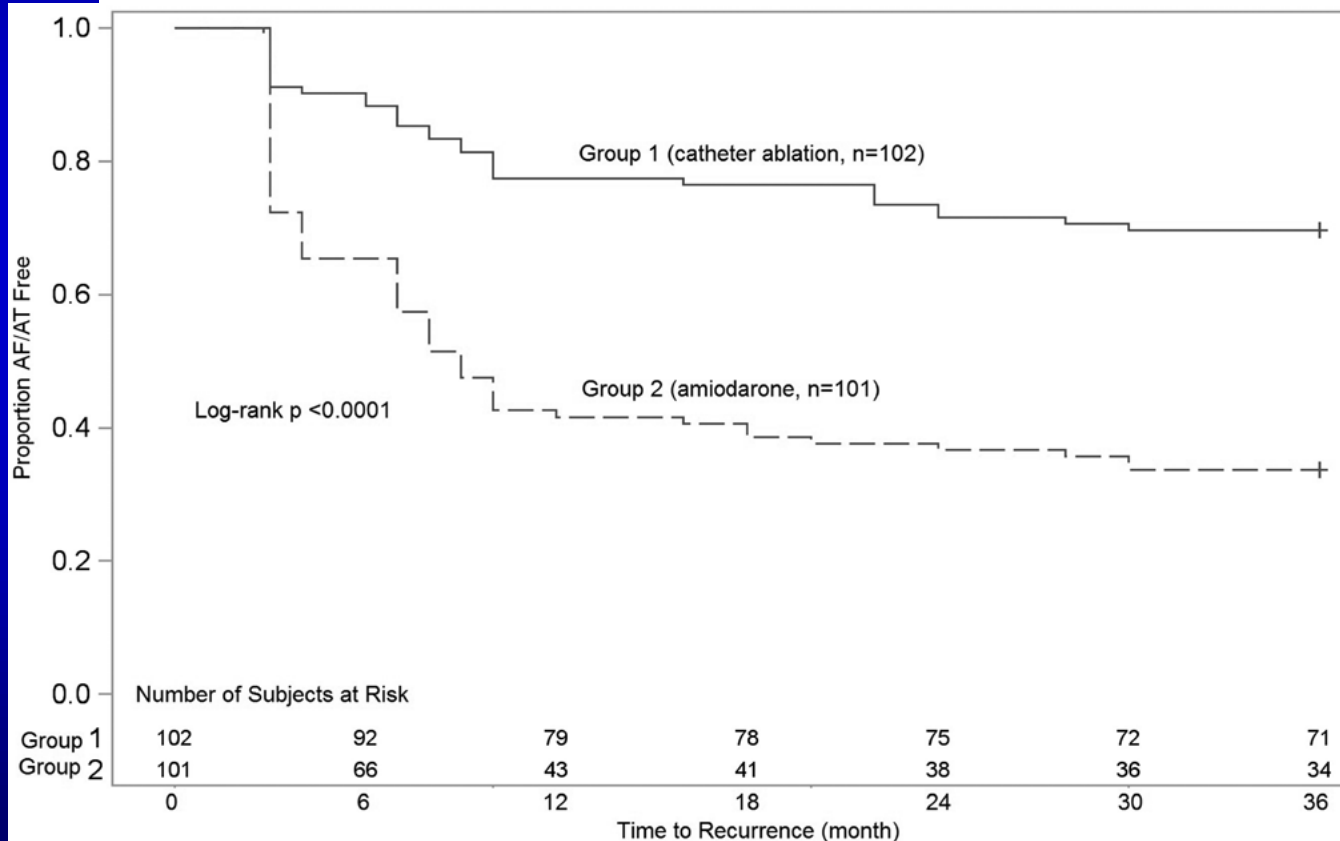 1.0
0.8
0.6
0.4
0.2
0.0
Proportion AF/AT Free
Group 1 (catheter ablation, n=102)
Group 2 (amiodarone, n=101)
Log-rank p <0.0001
Number of Subjects at Risk
Group 1 102 92 79 78 75 72 71
Group 2 101 66 43 41 38 36 34
0 6 12 18 24 30 36
Time to Recurrence (month)